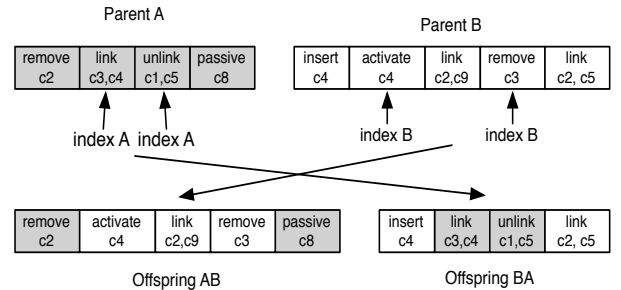 Parent A
Parent B
remove link unlink passive
c2 c3,c4 c1,c5 c8
insert activate link remove link
c4 c4 c2,c9 c3 c2, c5
index A index A
index B index B
remove activate link remove passive
c2 c4 c2,c9 c3 c8
insert link unlink link
c4 c3,c4 c1,c5 c2, c5
Offspring AB
Offspring BA